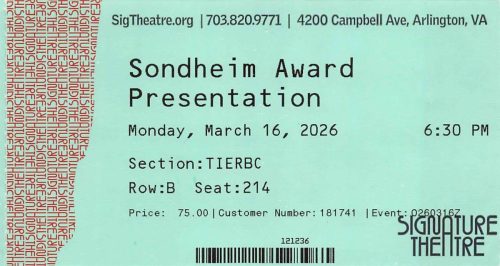 SigTheatre.org | 703.820.9771 | 4200 Campbell Ave, Arlington, VA
Sondheim Award
Presentation
Monday, March 16, 2026 6:30 PM
Section:TIERBC
Row:B Seat:214
Price: 75.00|Customer Number:181741 |Event:0260316Z
SIGNATURE
THEATRE
121236